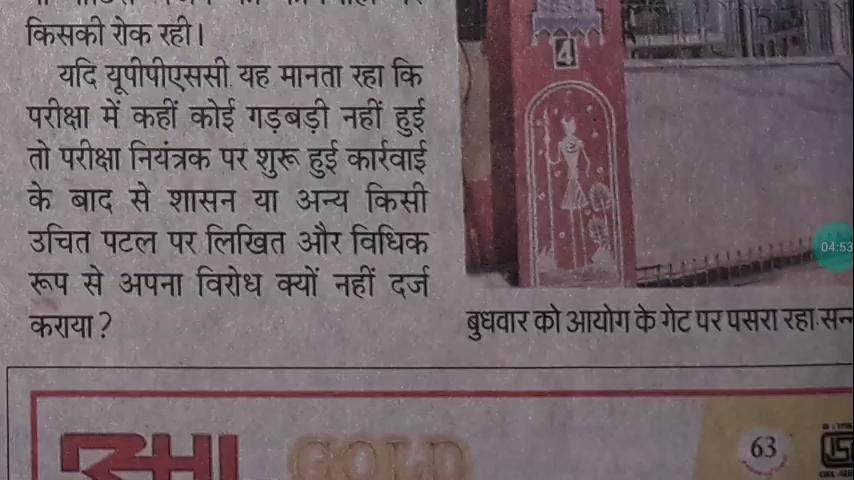 किसकी रोक रही।
यदि यूपीपीएससी यह मानता रहा कि
परीक्षा में कहीं कोई गड़बड़ी नहीं हुई
तो परीक्षा नियंत्रक पर शुरू हुई कार्रवाई
के बाद से शासन या अन्य किसी
उचित पटल पर लिखित और विधिक
रूप से अपना विरोध क्यों नहीं दर्ज
कराया?
4
04:53
बुधवार को आयोग के गेट पर पसरा रहा
GOLD
63